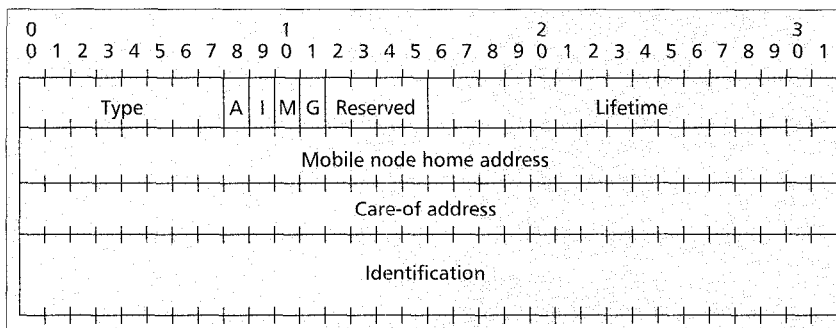 0 1 2 3
0 1 2 3 4 5 6 7 8 9 0 1 2 3 4 5 6 7 8 9 0 1 2 3 4 5 6 7 8 9 0 1
Type A I M G Reserved Lifetime
Mobile node home address
Care-of address
Identification